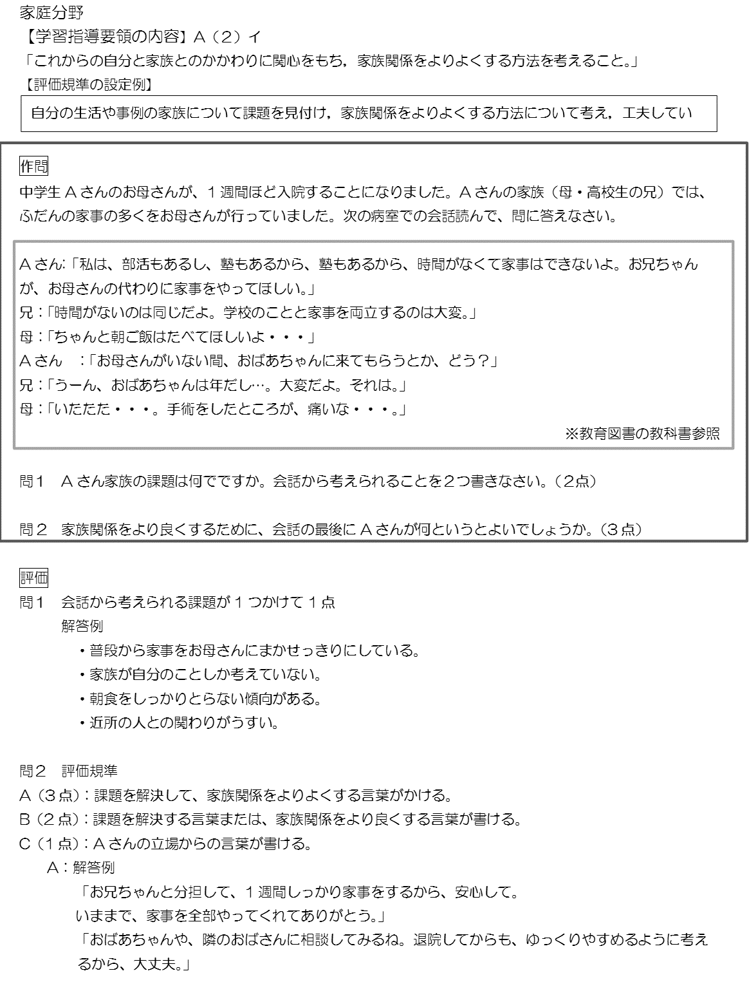 家庭分野
【学習指導要領の内容】Ａ（２）イ
「これからの自分と家族とのかかわりに関心をもち，家族関係をよりよくする方法を考えること。」
【評価規準の設定例】
自分の生活や事例の家族について課題を見付け，家族関係をよりよくする方法について考え，工夫してい
作問
中学生Ａさんのお母さんが、1週間ほど入院することになりました。Ａさんの家族（母・高校生の兄）では、
ふだんの家事の多くをお母さんが行っていました。次の病室での会話読んで、問に答えなさい。
Ａさん：「私は、部活もあるし、塾もあるから、塾もあるから、時間がなくて家事はできないよ。お兄ちゃん
が、お母さんの代わりに家事をやってほしい。」
兄：「時間がないのは同じだよ。学校のことと家事を両立するのは大変。」
母：「ちゃんと朝ご飯はたべてほしいよ・・・」
Ａさん　：「お母さんがいない間、おばあちゃんに来てもらうとか、どう？」
兄：「うーん、おばあちゃんは年だし…。大変だよ。それは。」
母：「いたたた・・・。手術をしたところが、痛いな・・・。」
※教育図書の教科書参照
問１　Ａさん家族の課題は何でですか。会話から考えられることを２つ書きなさい。（２点）
問２　家族関係をより良くするために、会話の最後にＡさんが何というとよいでしょうか。（３点）
評価
問１　会話から考えられる課題が1つかけて1点
解答例
・普段から家事をお母さんにまかせっきりにしている。
・家族が自分のことしか考えていない。
・朝食をしっかりとらない傾向がある。
・近所の人との関わりがうすい。
問２　評価規準
Ａ（３点）：課題を解決して、家族関係をよりよくする言葉がかける。
Ｂ（２点）：課題を解決する言葉または、家族関係をより良くする言葉が書ける。
Ｃ（１点）：Ａさんの立場からの言葉が書ける。
Ａ：解答例
「お兄ちゃんと分担して、1週間しっかり家事をするから、安心して。
いままで、家事を全部やってくれてありがとう。」
「おばあちゃんや、隣のおばさんに相談してみるね。退院してからも、ゆっくりやすめるように考え
るから、大丈夫。」